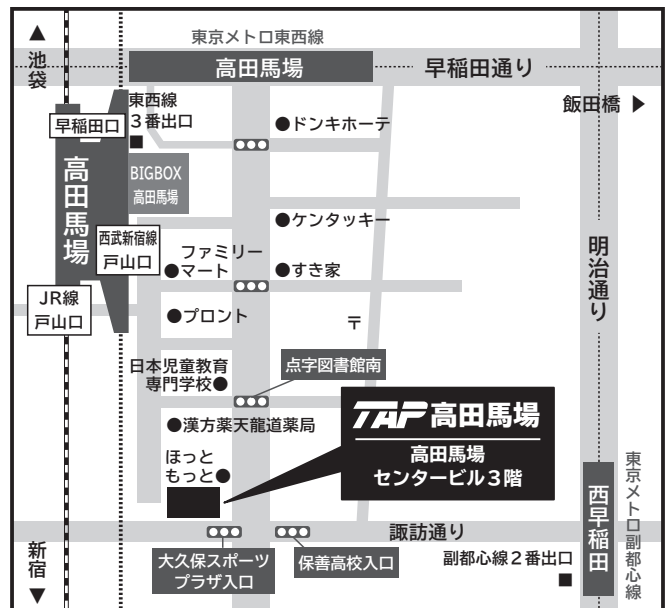 ▲
池袋
東京メトロ東西線
高田馬場
早稲田通り
飯田橋 ▶
東西線
3番出口
■
早稲田口
●ドンキホーテ
BIGBOX
高田馬場
高田馬場
西武新宿線
戸山口
●ケンタッキー
ファミリー
●マート
●すき家
明治通り
JR線
戸山口
●プロント
〒
日本児童教育
専門学校●
点字図書館南
●漢方薬天龍道薬局
TAP高田馬場
高田馬場
センタービル3階
ほっと
もっと●
諏訪通り
西早稲田
東京メトロ副都心線
大久保スポーツ
プラザ入口
保善高校入口
副都心線2番出口
■
新宿
▼